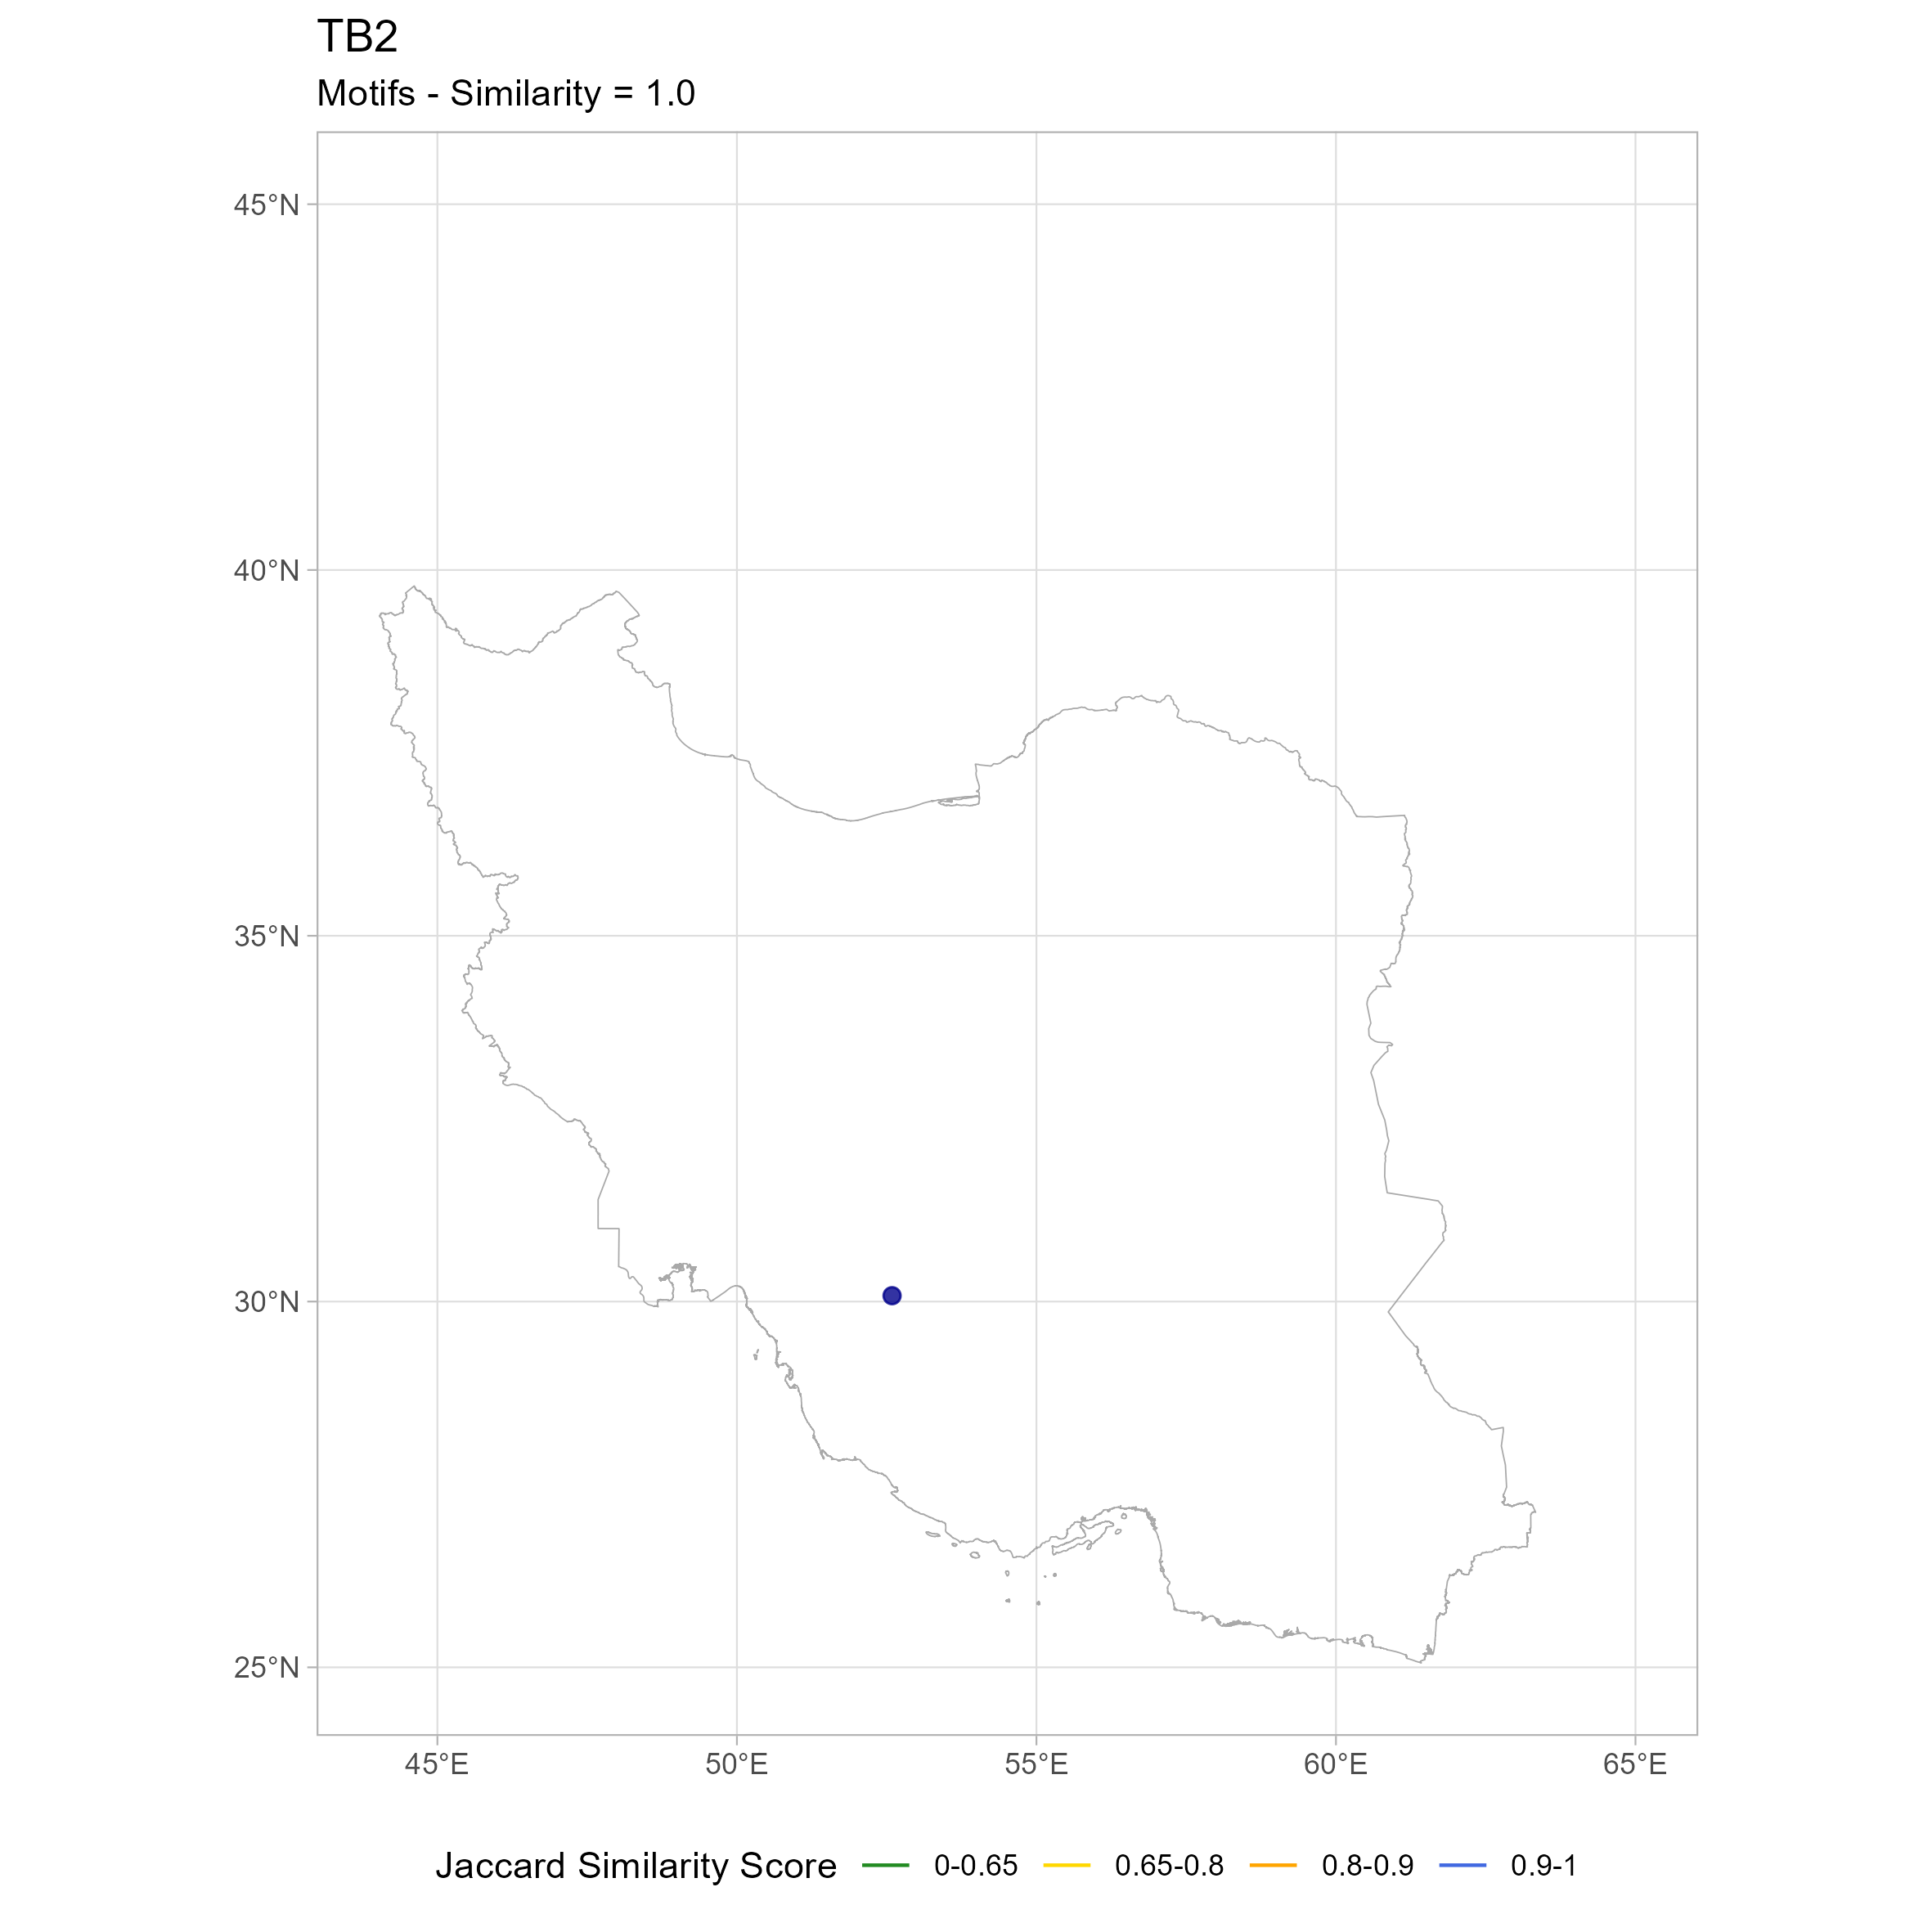 TB2
Motifs - Similarity = 1.0
45°N
40°N
35°N
30°N
25°N
45°E 50°E 55°E 60°E 65°E
Jaccard Similarity Score 0-0.65 0.65-0.8 0.8-0.9 0.9-1